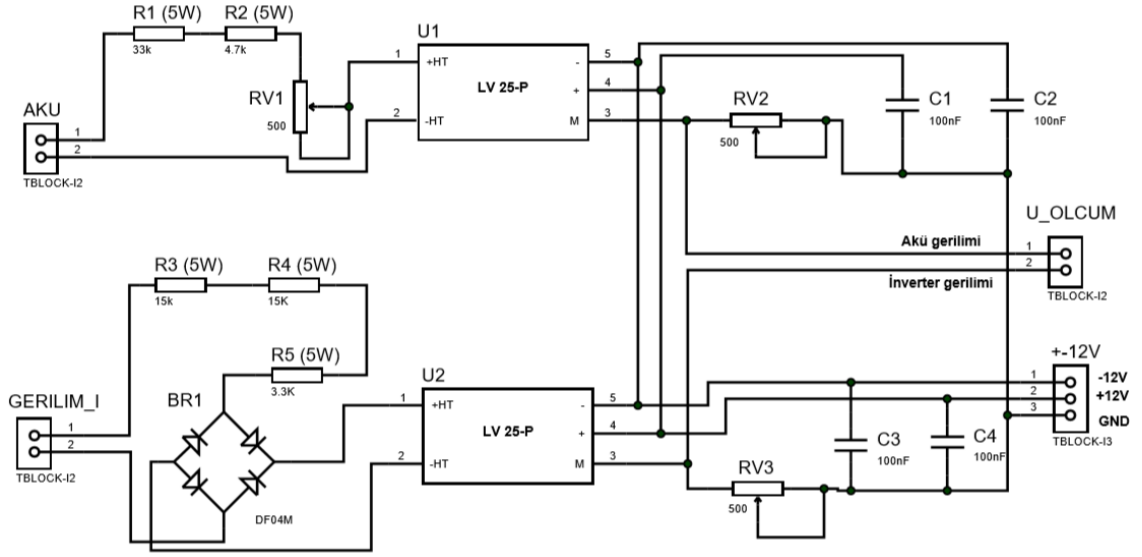 R1 (5W)
33k
R2 (5W)
4.7k
RV1
500
AKU
1
2
TBLOCK-I2
U1
1
+HT
2
-HT
LV 25-P
-
5
+
4
M
3
RV2
500
C1
100nF
C2
100nF
U_OLCUM
Akü gerilimi
1
2
İnverter gerilimi
TBLOCK-I2
R3 (5W)
15k
R4 (5W)
15K
R5 (5W)
3.3K
GERILIM_I
1
2
TBLOCK-I2
BR1
DF04M
U2
1
+HT
2
-HT
LV 25-P
-
5
+
4
M
3
RV3
500
C3
100nF
C4
100nF
+-12V
1
-12V
2
+12V
3
GND
TBLOCK-I3